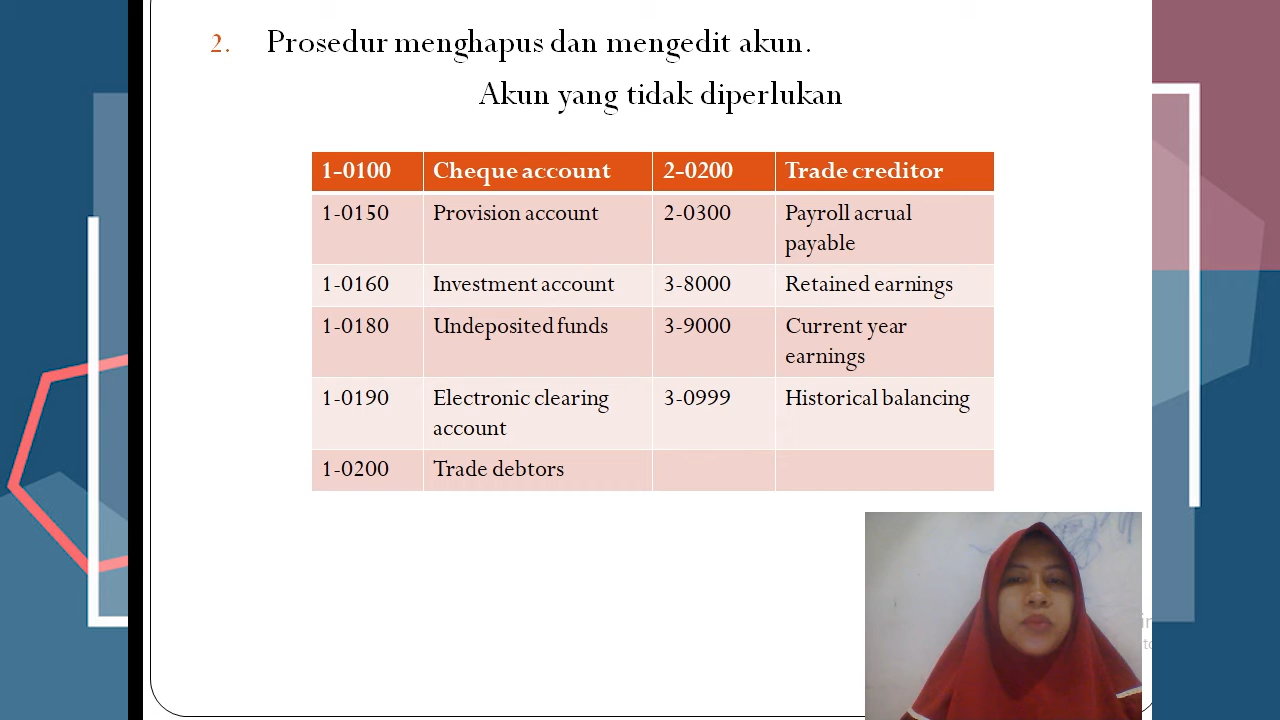 2. Prosedur menghapus dan mengedit akun.
Akun yang tidak diperlukan
1-0100 Cheque account 2-0200 Trade creditor
1-0150 Provision account 2-0300 Payroll acrual
payable
1-0160 Investment account 3-8000 Retained earnings
1-0180 Undeposited funds 3-9000 Current year
earnings
1-0190 Electronic clearing 3-0999 Historical balancing
account
1-0200 Trade debtors